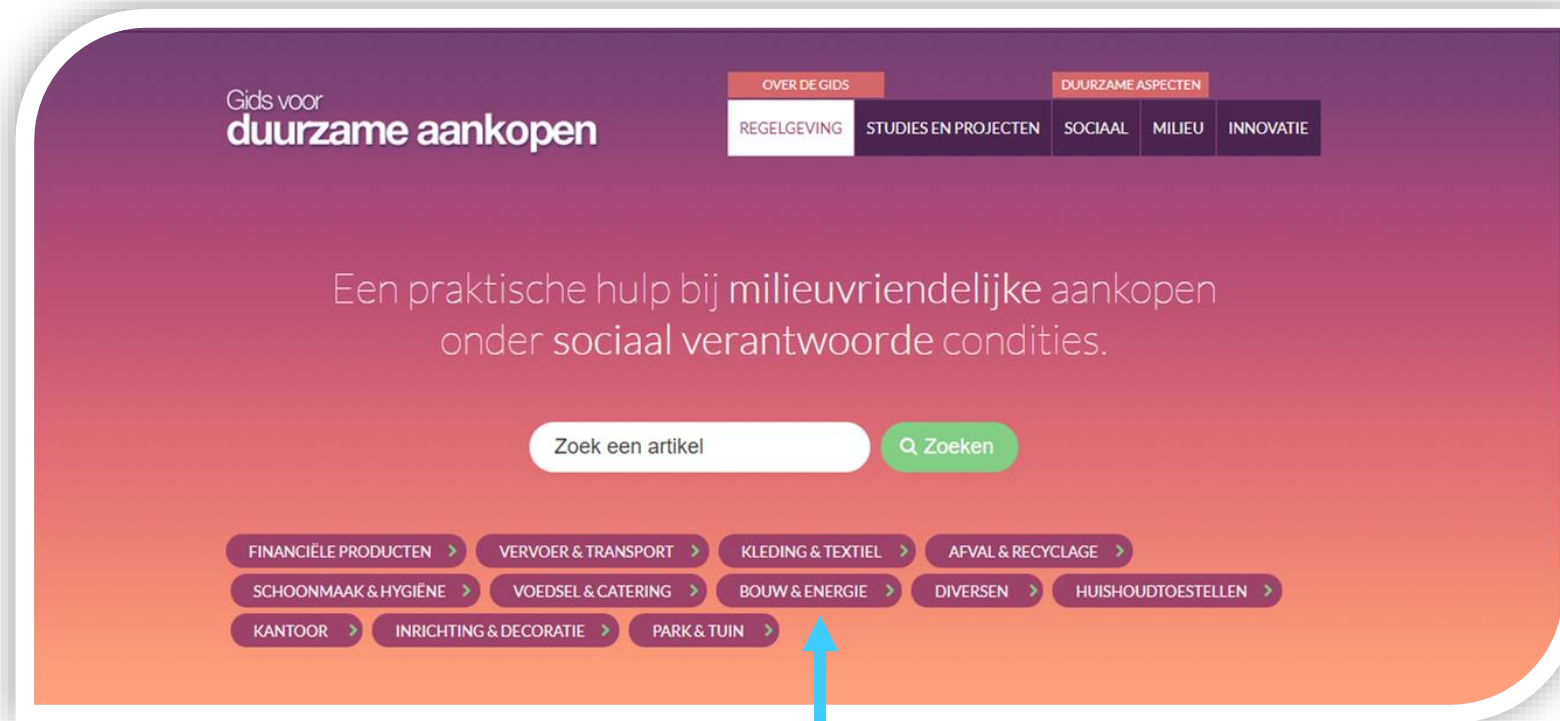 OVER DE GIDS
DUURZAME ASPECTEN
Gids voor
duurzame aankopen
REGELGEVING STUDIES EN PROJECTEN SOCIAAL MILIEU INNOVATIE
Een praktische hulp bij milieuvriendelijke aankopen
onder sociaal verantwoorde condities.
Zoek een artikel Zoeken
FINANCIËLE PRODUCTEN VERVOER & TRANSPORT KLEDING & TEXTIEL AFVAL & RECYCLAGE
SCHOONMAAK & HYGIËNE VOEDSEL & CATERING BOUW & ENERGIE DIVERSEN HUISHOUDTOESTELLEN
KANTOOR INRICHTING & DECORATIE PARK & TUIN